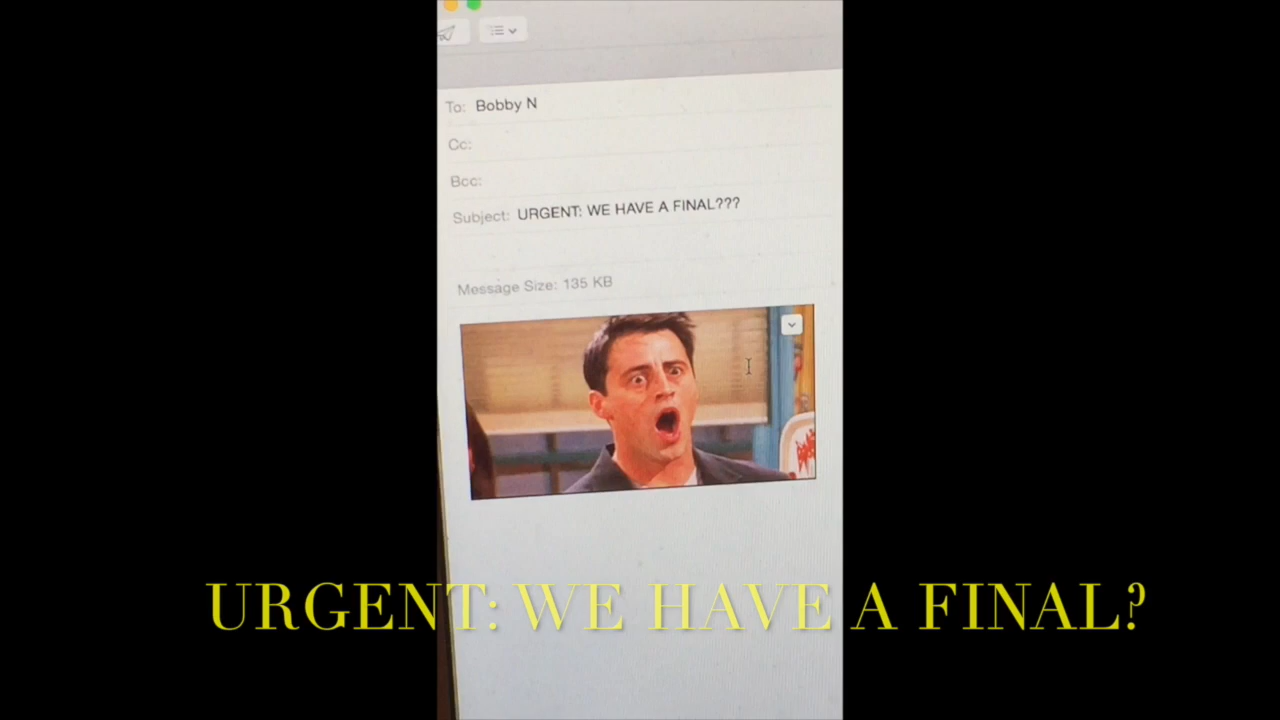 To: Bobby N
Cc:
Bcc:
Subject: URGENT: WE HAVE A FINAL???
Message Size: 135 KB
URGENT: WE HAVE A FINAL?